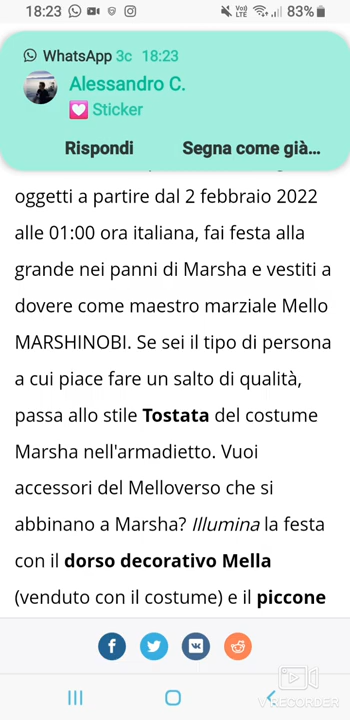 18:23 83%
WhatsApp 3c 18:23
Alessandro C.
💟 Sticker
Rispondi Segna come già...
oggetti a partire dal 2 febbraio 2022
alle 01:00 ora italiana, fai festa alla
grande nei panni di Marsha e vestiti a
dovere come maestro marziale Mello
MARSHINOBI. Se sei il tipo di persona
a cui piace fare un salto di qualità,
passa allo stile Tostata del costume
Marsha nell'armadietto. Vuoi
accessori del Melloverso che si
abbinano a Marsha? Illumina la festa
con il dorso decorativo Mella
(venduto con il costume) e il piccone
V RECORDER